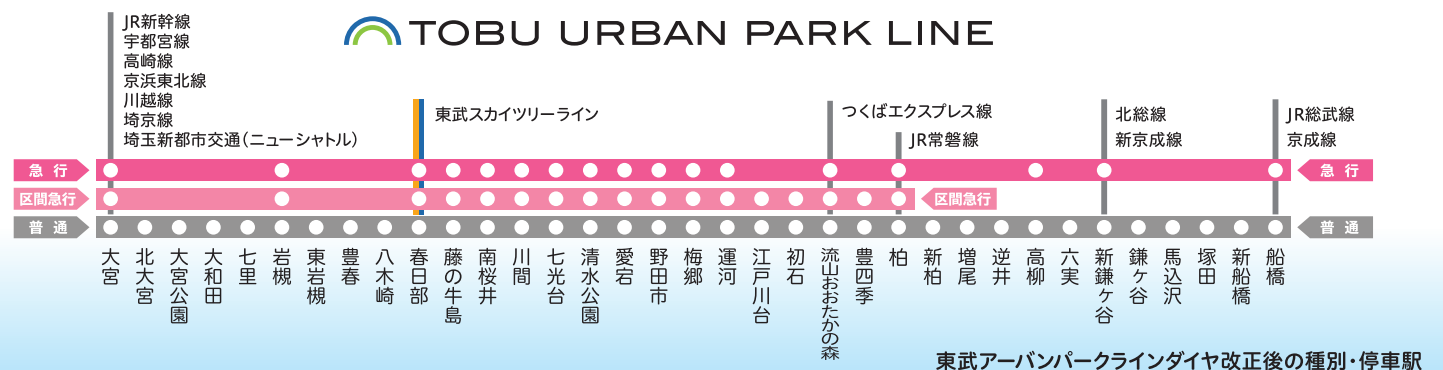 TOBU URBAN PARK LINE
JR新幹線
宇都宮線
高崎線
京浜東北線
川越線
埼京線
埼玉新都市交通(ニューシャトル)
東武スカイツリーライン
つくばエクスプレス線
JR常磐線
北総線
新京成線
JR総武線
京成線
急行
急行
区間急行
区間急行
普通
普通
大宮
北大宮
大宮公園
大和田
七里
岩槻
東岩槻
豊春
八木崎
春日部
藤の牛島
南桜井
川間
七光台
清水公園
愛宕
野田市
梅郷
運河
江戸川台
初石
流山おおたかの森
豊四季
柏
新柏
増尾
逆井
高柳
六実
新鎌ヶ谷
鎌ヶ谷
馬込沢
塚田
新船橋
船橋
東武アーバンパークラインダイヤ改正後の種別・停車駅